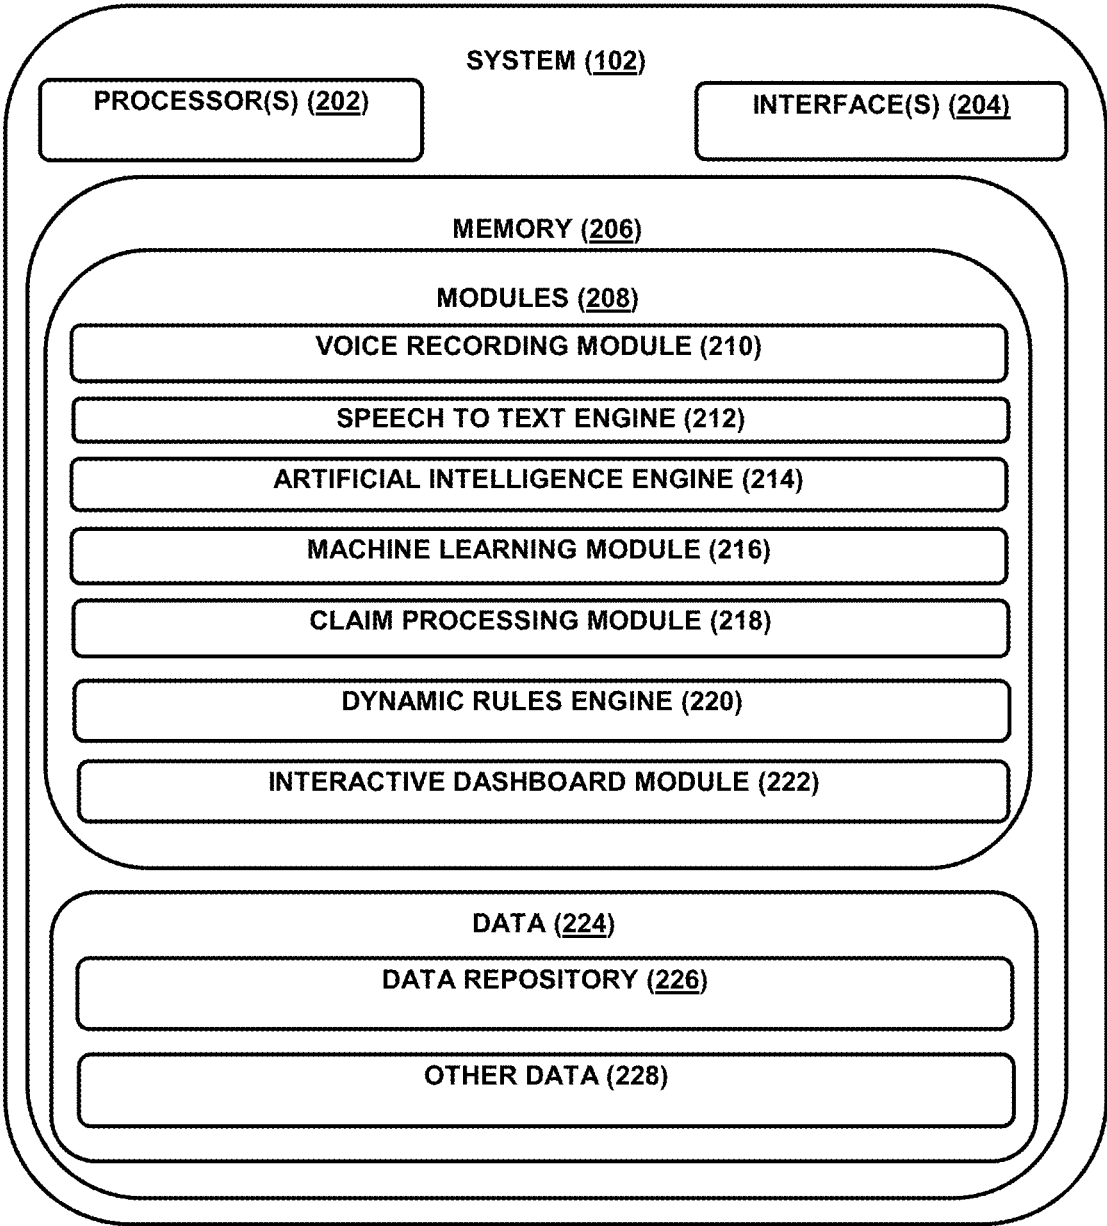 SYSTEM (102)
PROCESSOR(S) (202)
INTERFACE(S) (204)
MEMORY (206)
MODULES (208)
VOICE RECORDING MODULE (210)
SPEECH TO TEXT ENGINE (212)
ARTIFICIAL INTELLIGENCE ENGINE (214)
MACHINE LEARNING MODULE (216)
CLAIM PROCESSING MODULE (218)
DYNAMIC RULES ENGINE (220)
INTERACTIVE DASHBOARD MODULE (222)
DATA (224)
DATA REPOSITORY (226)
OTHER DATA (228)